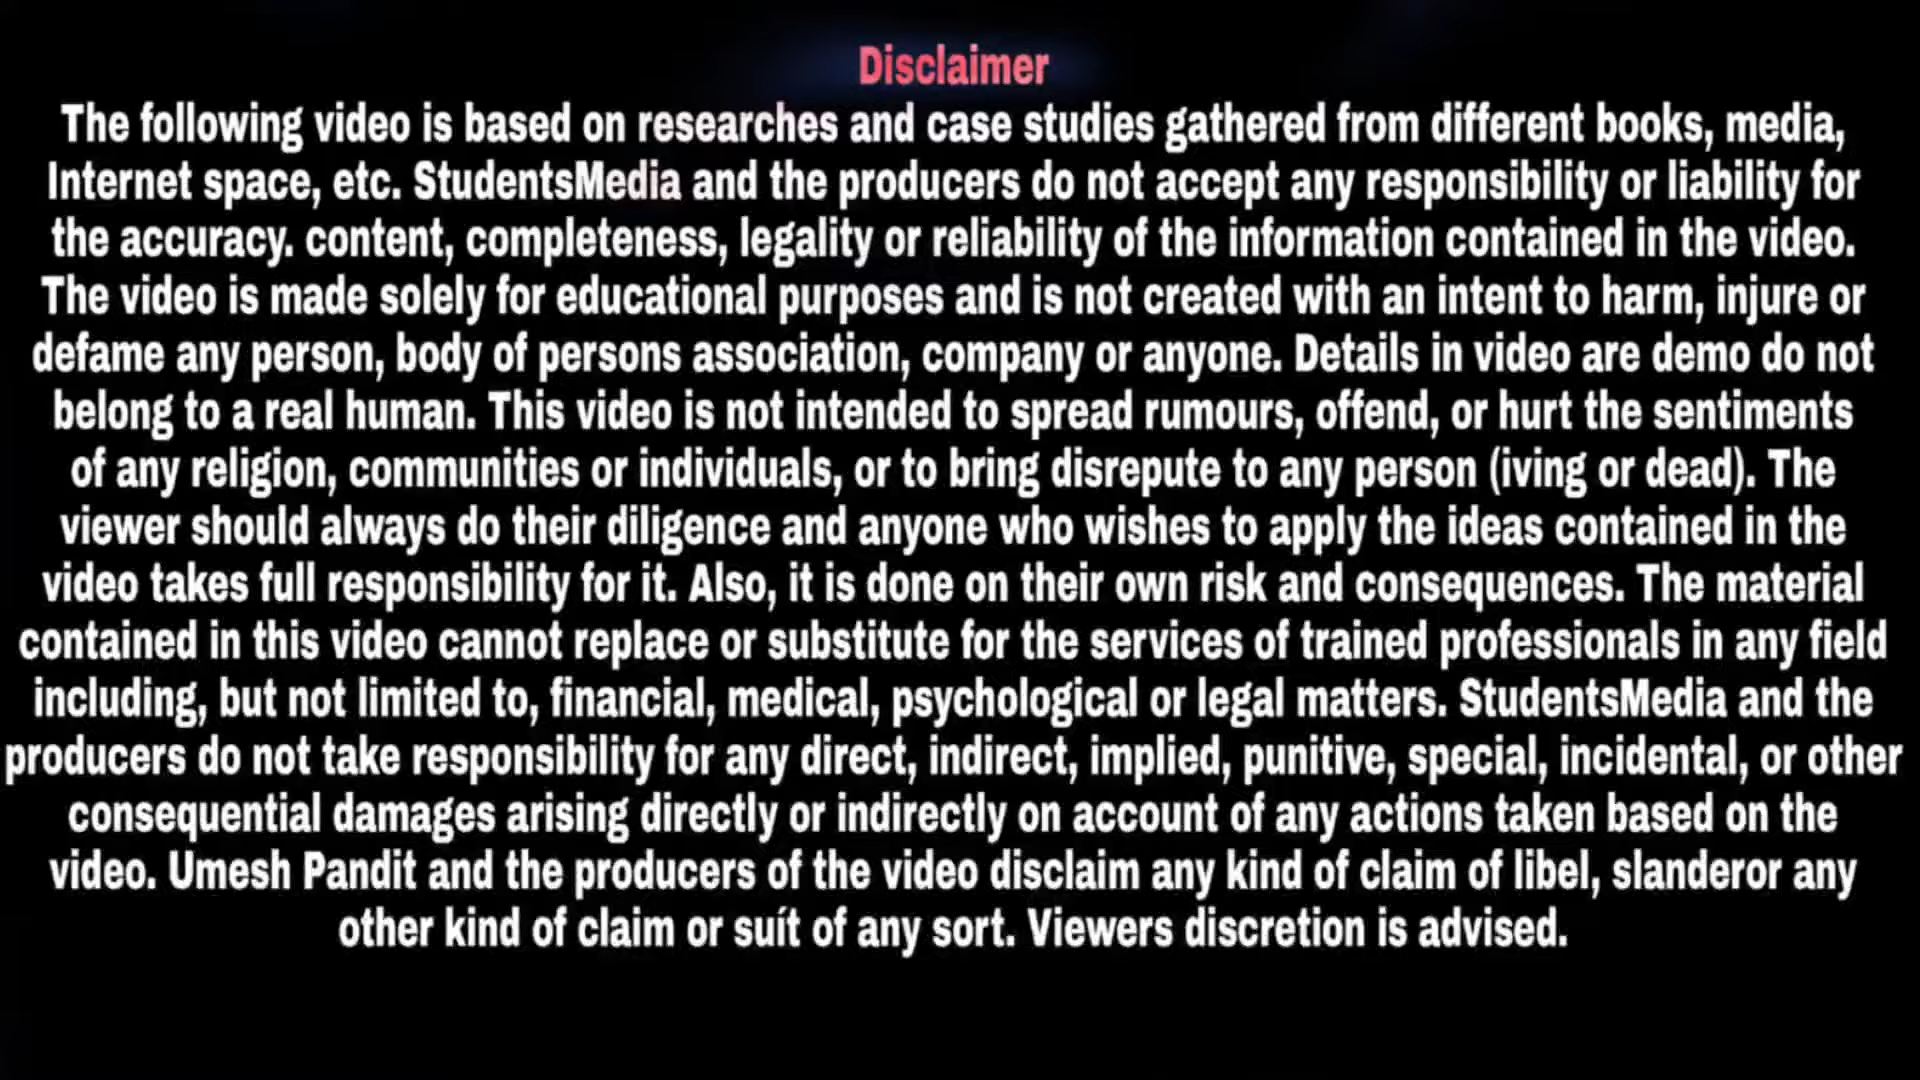 Disclaimer
The following video is based on researches and case studies gathered from different books, media,
Internet space, etc. StudentsMedia and the producers do not accept any responsibility or liability for
the accuracy. content, completeness, legality or reliability of the information contained in the video.
The video is made solely for educational purposes and is not created with an intent to harm, injure or
defame any person, body of persons association, company or anyone. Details in video are demo do not
belong to a real human. This video is not intended to spread rumours, offend, or hurt the sentiments
of any religion, communities or individuals, or to bring disrepute to any person (iving or dead). The
viewer should always do their diligence and anyone who wishes to apply the ideas contained in the
video takes full responsibility for it. Also, it is done on their own risk and consequences. The material
contained in this video cannot replace or substitute for the services of trained professionals in any field
including, but not limited to, financial, medical, psychological or legal matters. StudentsMedia and the
producers do not take responsibility for any direct, indirect, implied, punitive, special, incidental, or other
consequential damages arising directly or indirectly on account of any actions taken based on the
video. Umesh Pandit and the producers of the video disclaim any kind of claim of libel, slanderor any
other kind of claim or suít of any sort. Viewers discretion is advised.